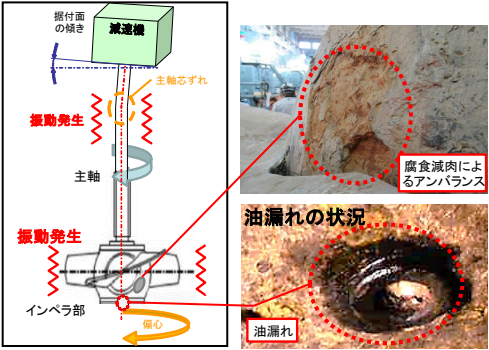 据付面
の傾き
減速機
主軸芯ずれ
振動発生
主軸
振動発生
インペラ部
偏心
腐食減肉に
よるアンバランス
油漏れの状況
油漏れ